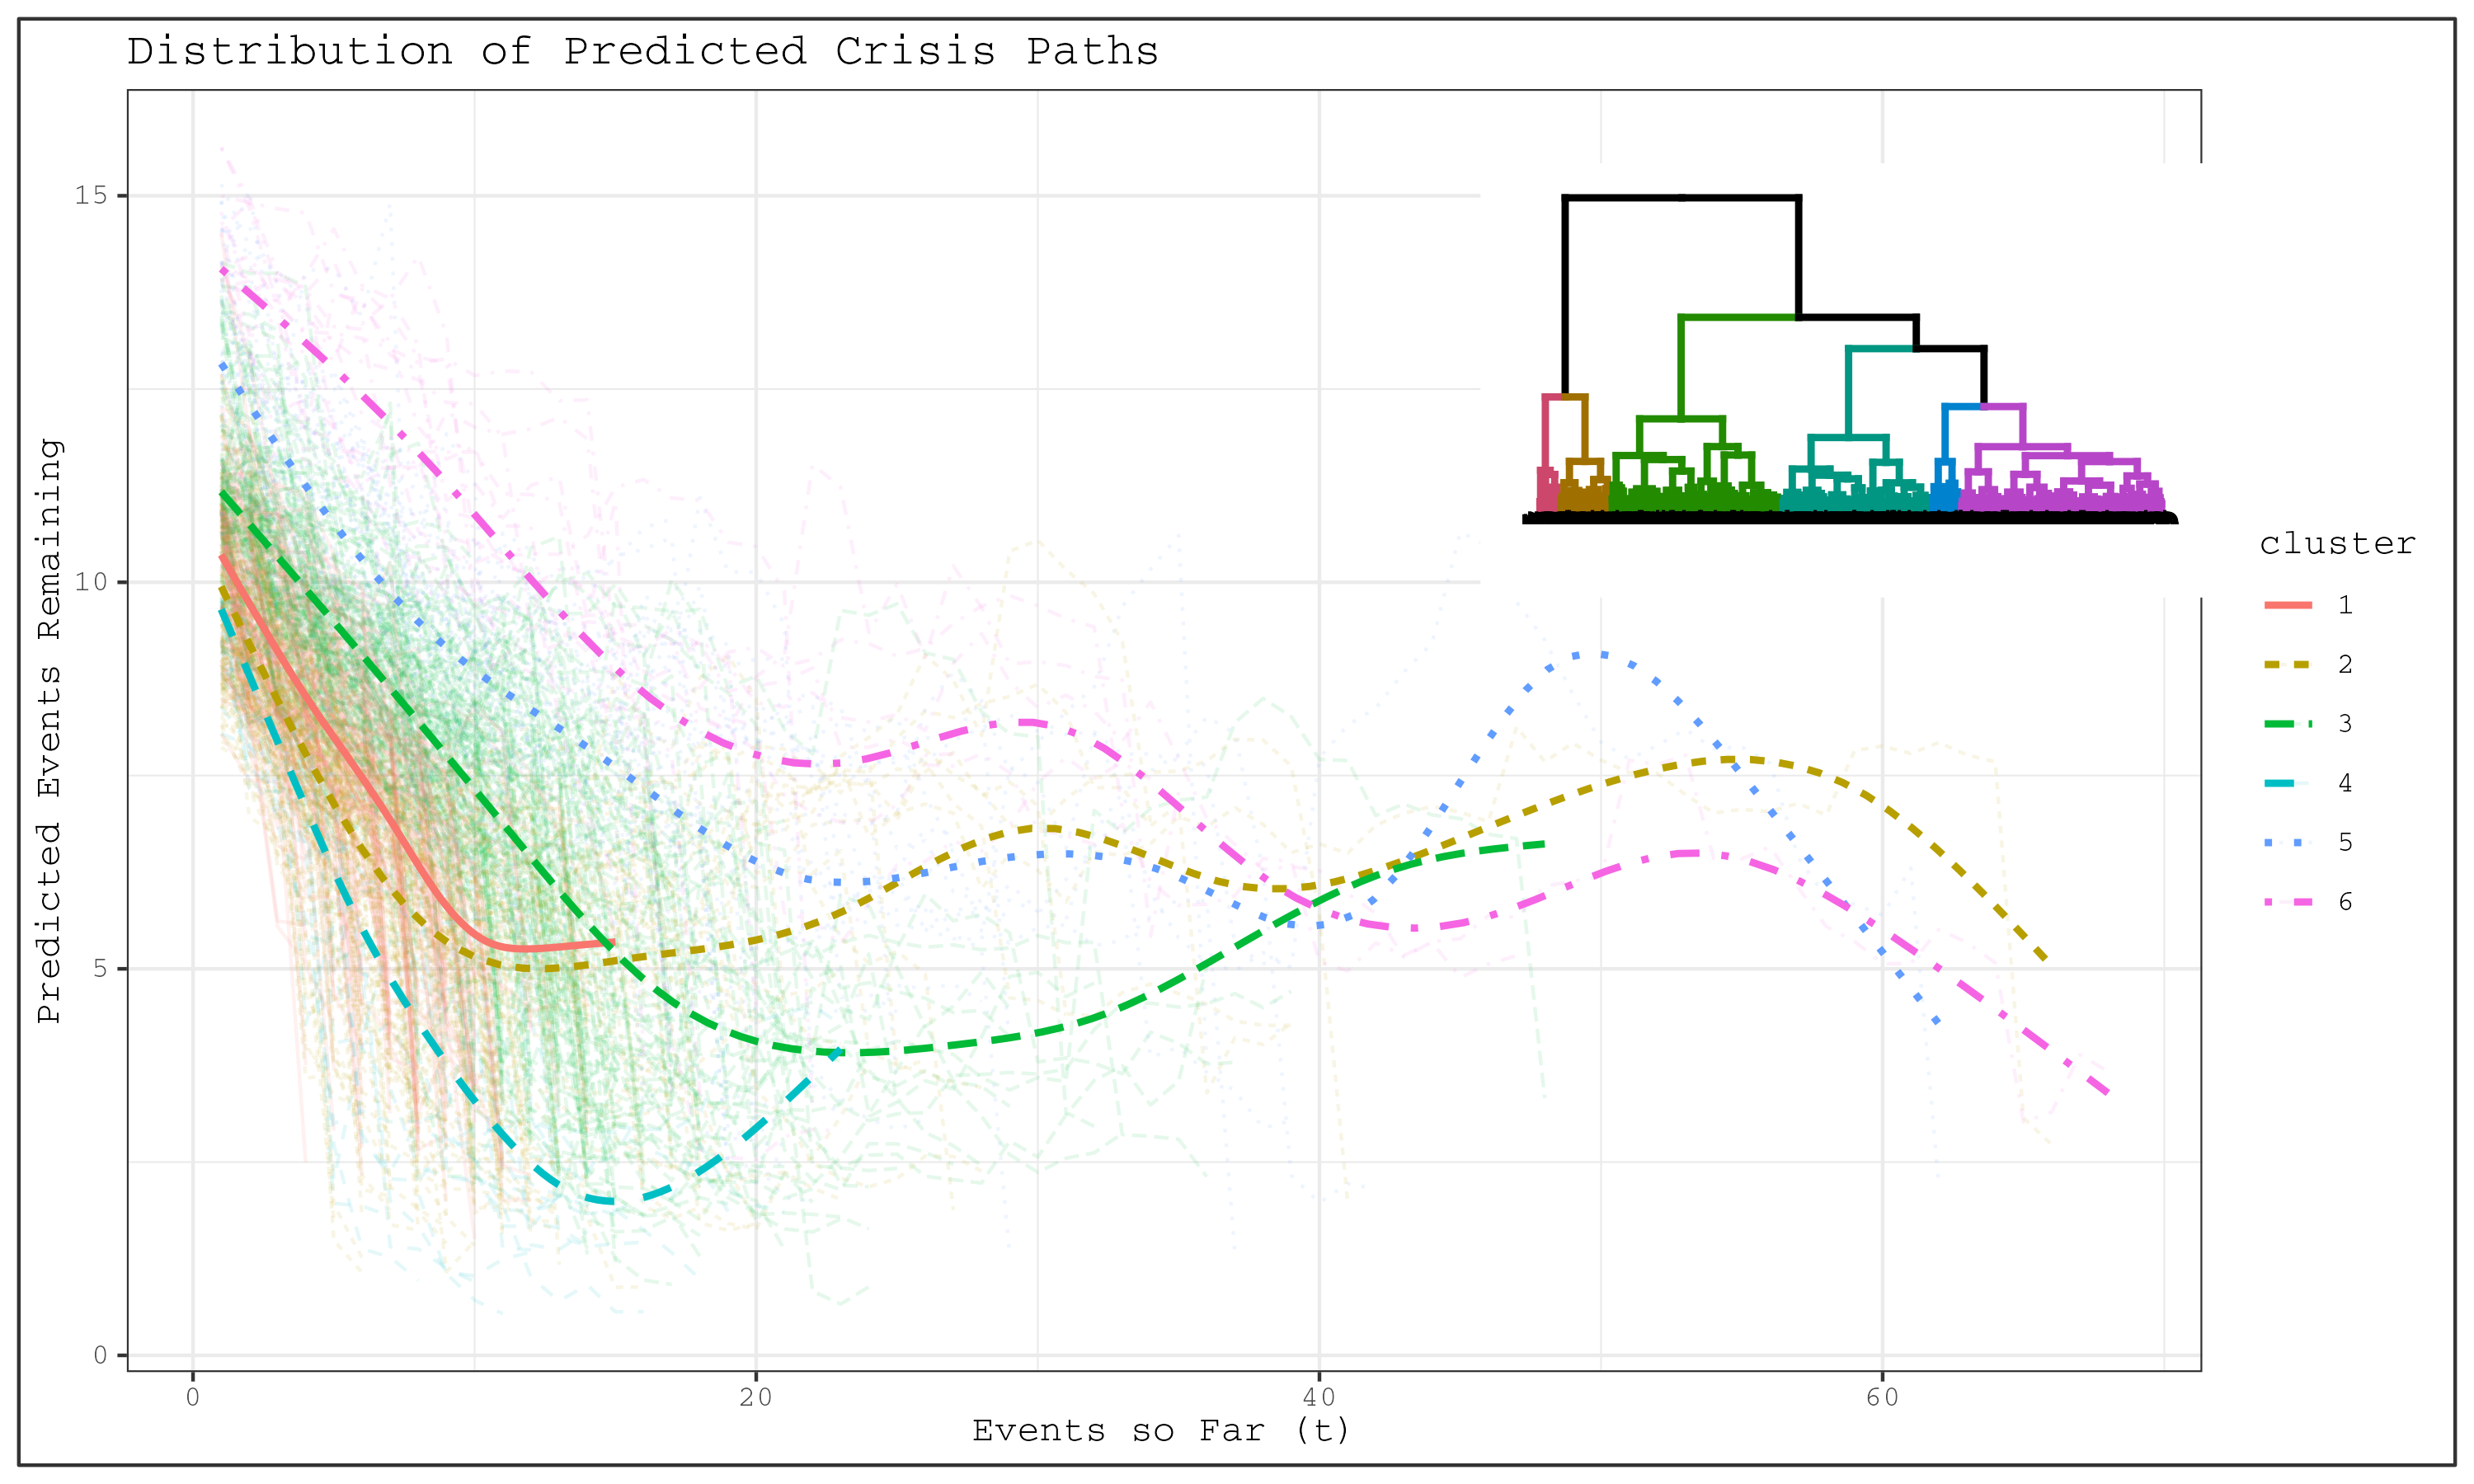 Distribution of Predicted Crisis Paths
Predicted Events Remaining
15
10
5
0
0 20 40 60
Events so Far (t)
cluster
1
2
3
4
5
6